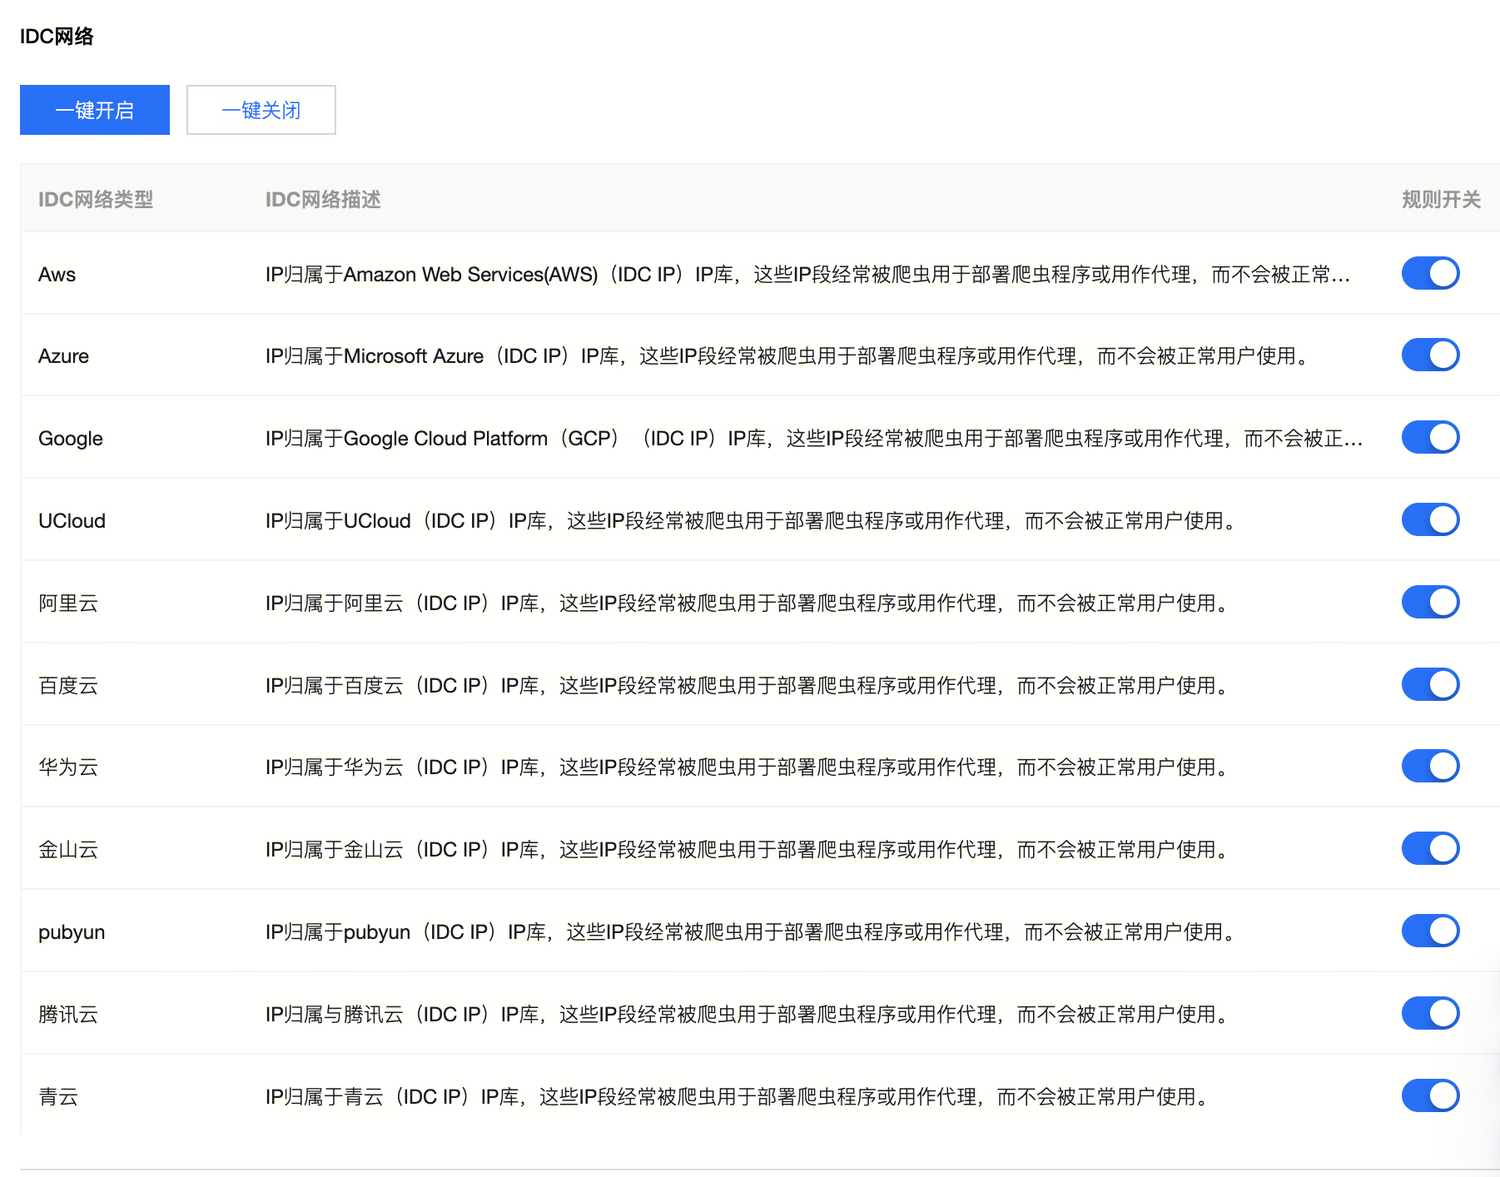 IDC网络
一键开启 一键关闭
IDC网络类型 IDC网络描述 规则开关
Aws IP归属于Amazon Web Services(AWS)（IDC IP）IP库，这些IP段经常被爬虫用于部署爬虫程序或用作代理，而不会被正常...
Azure IP归属于Microsoft Azure（IDC IP）IP库，这些IP段经常被爬虫用于部署爬虫程序或用作代理，而不会被正常用户使用。
Google IP归属于Google Cloud Platform（GCP）（IDC IP）IP库，这些IP段经常被爬虫用于部署爬虫程序或用作代理，而不会被正...
UCloud IP归属于UCloud（IDC IP）IP库，这些IP段经常被爬虫用于部署爬虫程序或用作代理，而不会被正常用户使用。
阿里云 IP归属于阿里云（IDC IP）IP库，这些IP段经常被爬虫用于部署爬虫程序或用作代理，而不会被正常用户使用。
百度云 IP归属于百度云（IDC IP）IP库，这些IP段经常被爬虫用于部署爬虫程序或用作代理，而不会被正常用户使用。
华为云 IP归属于华为云（IDC IP）IP库，这些IP段经常被爬虫用于部署爬虫程序或用作代理，而不会被正常用户使用。
金山云 IP归属于金山云（IDC IP）IP库，这些IP段经常被爬虫用于部署爬虫程序或用作代理，而不会被正常用户使用。
pubyun IP归属于pubyun（IDC IP）IP库，这些IP段经常被爬虫用于部署爬虫程序或用作代理，而不会被正常用户使用。
腾讯云 IP归属与腾讯云（IDC IP）IP库，这些IP段经常被爬虫用于部署爬虫程序或用作代理，而不会被正常用户使用。
青云 IP归属于青云（IDC IP）IP库，这些IP段经常被爬虫用于部署爬虫程序或用作代理，而不会被正常用户使用。